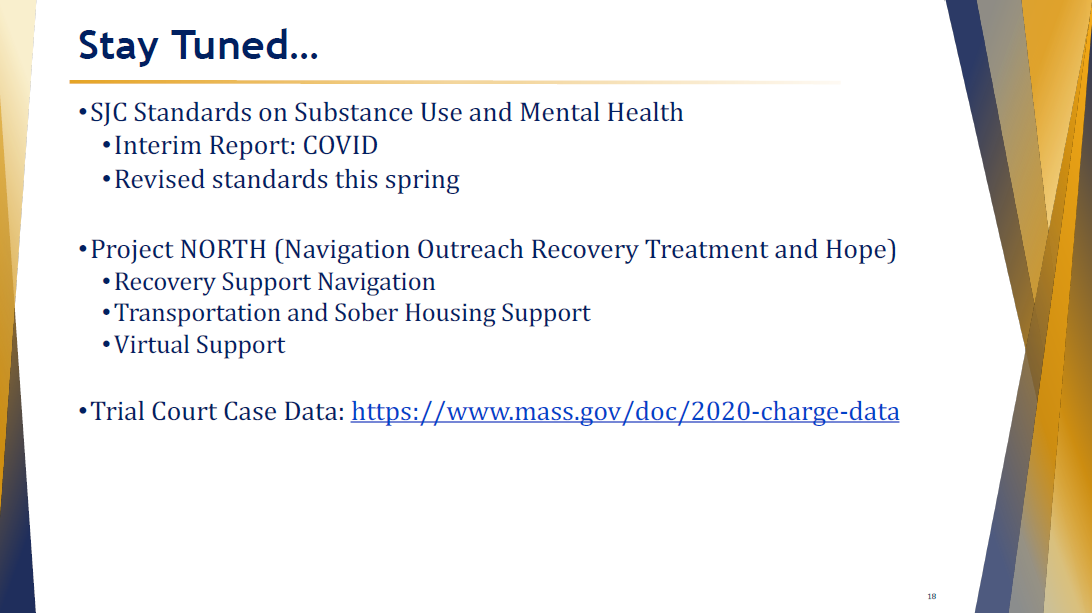 Stay Tuned…
•SJC Standards on Substance Use and Mental Health
•Interim Report: COVID
•Revised standards this spring
•Project NORTH (Navigation Outreach Recovery Treatment and Hope)
•Recovery Support Navigation
•Transportation and Sober Housing Support
•Virtual Support
•Trial Court Case Data: https://www.mass.gov/doc/2020-charge-data
18